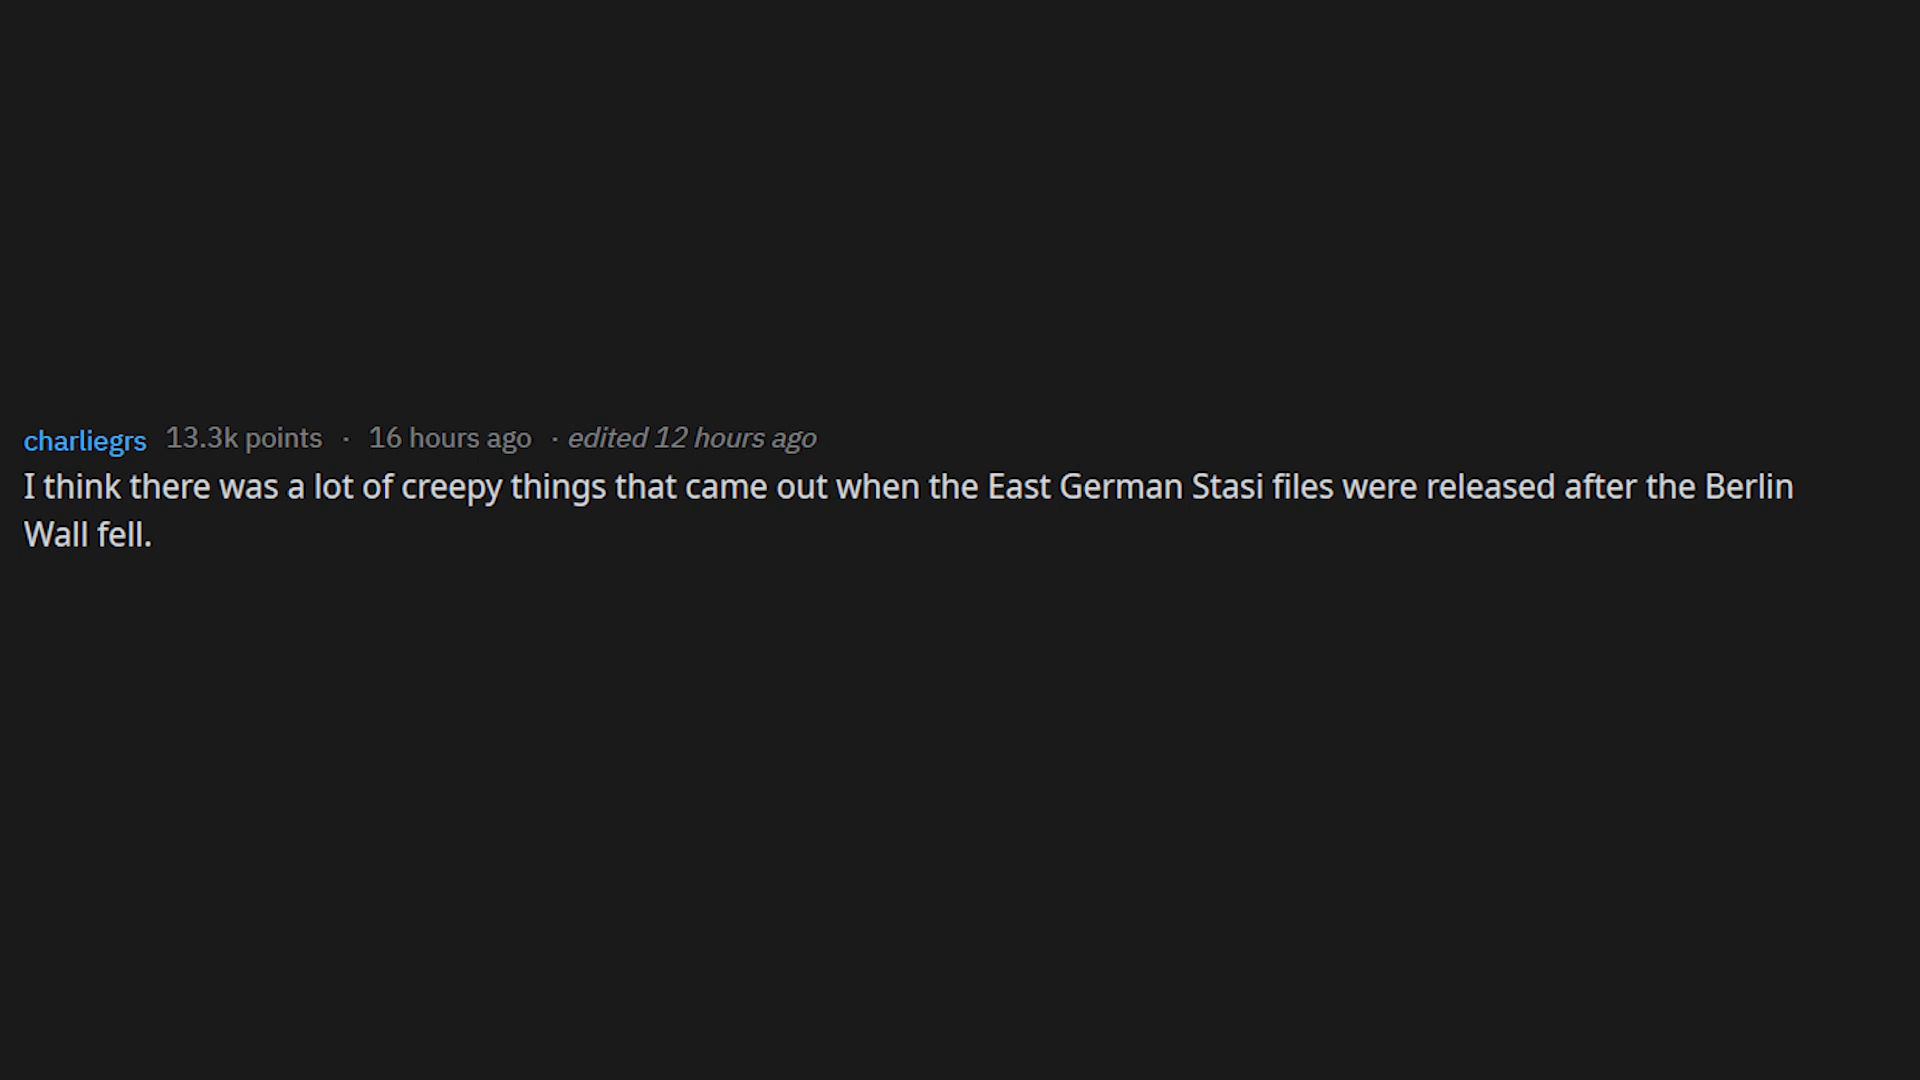 charliegrs 13.3k points · 16 hours ago · edited 12 hours ago
I think there was a lot of creepy things that came out when the East German Stasi files were released after the Berlin
Wall fell.